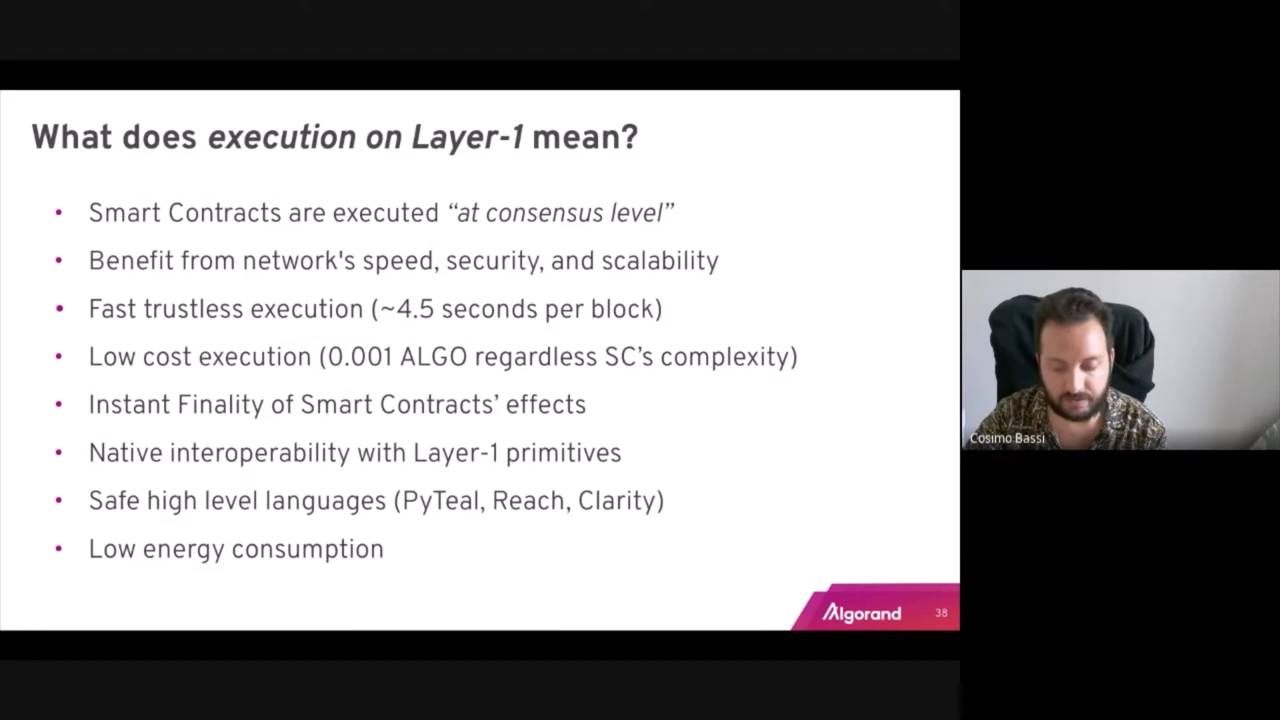 What does execution on Layer-1 mean?
• Smart Contracts are executed “at consensus level”
• Benefit from network's speed, security, and scalability
• Fast trustless execution (~4.5 seconds per block)
• Low cost execution (0.001 ALGO regardless SC’s complexity)
• Instant Finality of Smart Contracts’ effects
• Native interoperability with Layer-1 primitives
• Safe high level languages (PyTeal, Reach, Clarity)
• Low energy consumption
Algorand 38
Cosimo Bassi